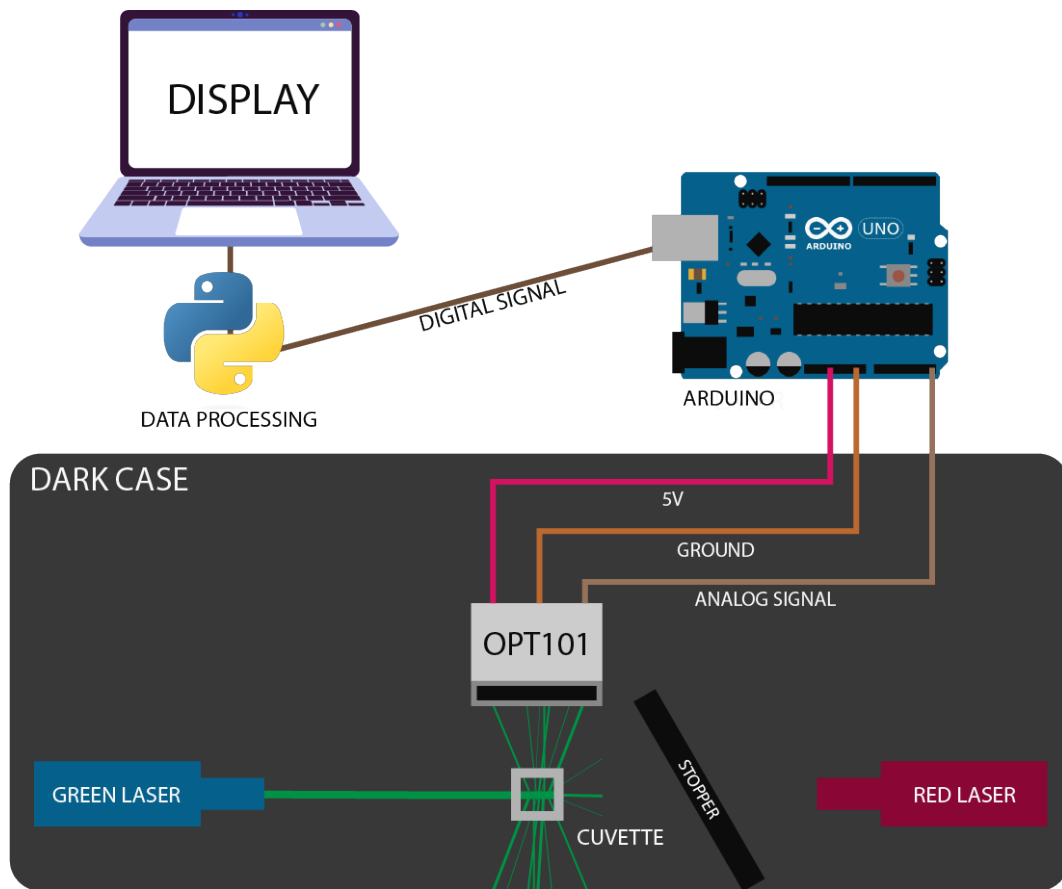 DISPLAY
DIGITAL SIGNAL
UNO
ARDUINO
DATA PROCESSING
ARDUINO
DARK CASE
5V
GROUND
ANALOG SIGNAL
OPT101
GREEN LASER
STOPPER
RED LASER
CUVETTE